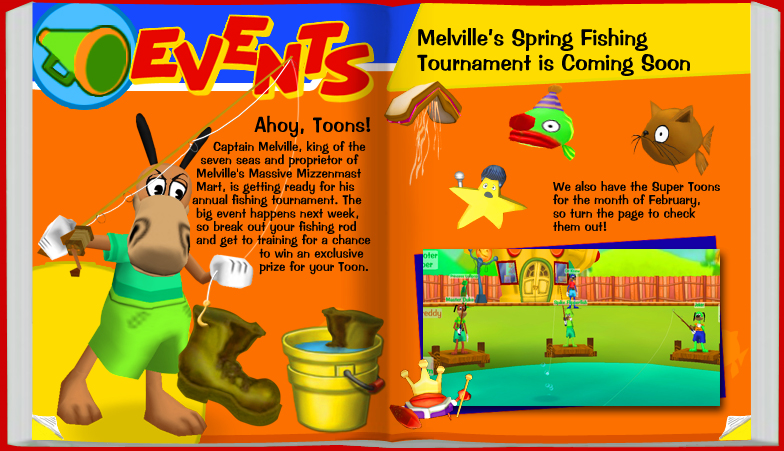 EVENTS
Ahoy, Toons!
Captain Melville, king of the
seven seas and proprietor of
Melville's Massive Mizzenmast
Mart, is getting ready for his
annual fishing tournament. The
big event happens next week,
so break out your fishing rod
and get to training for a chance
to win an exclusive
prize for your Toon.
Melville's Spring Fishing
Tournament is Coming Soon
We also have the Super Toons
for the month of February,
so turn the page to check
them out!